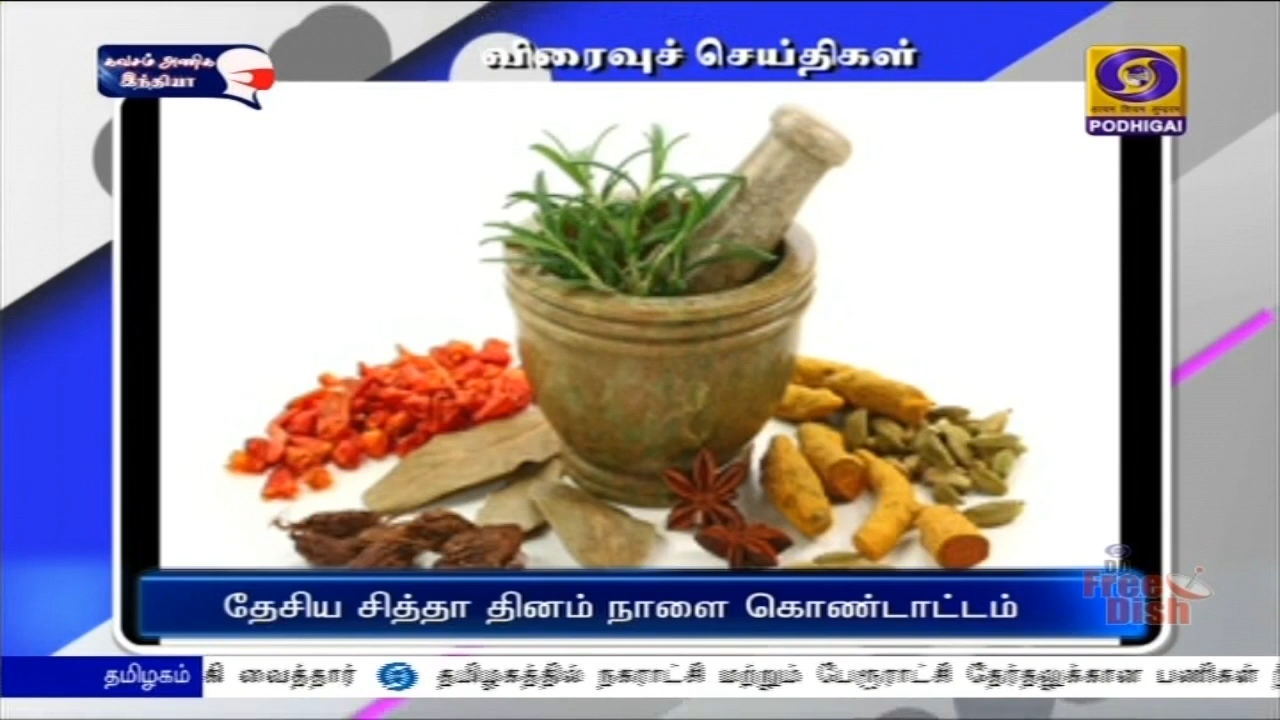 கவசம் அணிக
இந்தியா
விரைவுச் செய்திகள்
PODHIGAI
தேசிய சித்தா தினம் நாளை கொண்டாட்டம்
DD
Free
Dish
தமிழகம் கி வைத்தார் தமிழகத்தில் நகராட்கி மற்றும் பேரூராட்கி தேர்தலுக்கான பணிகள்